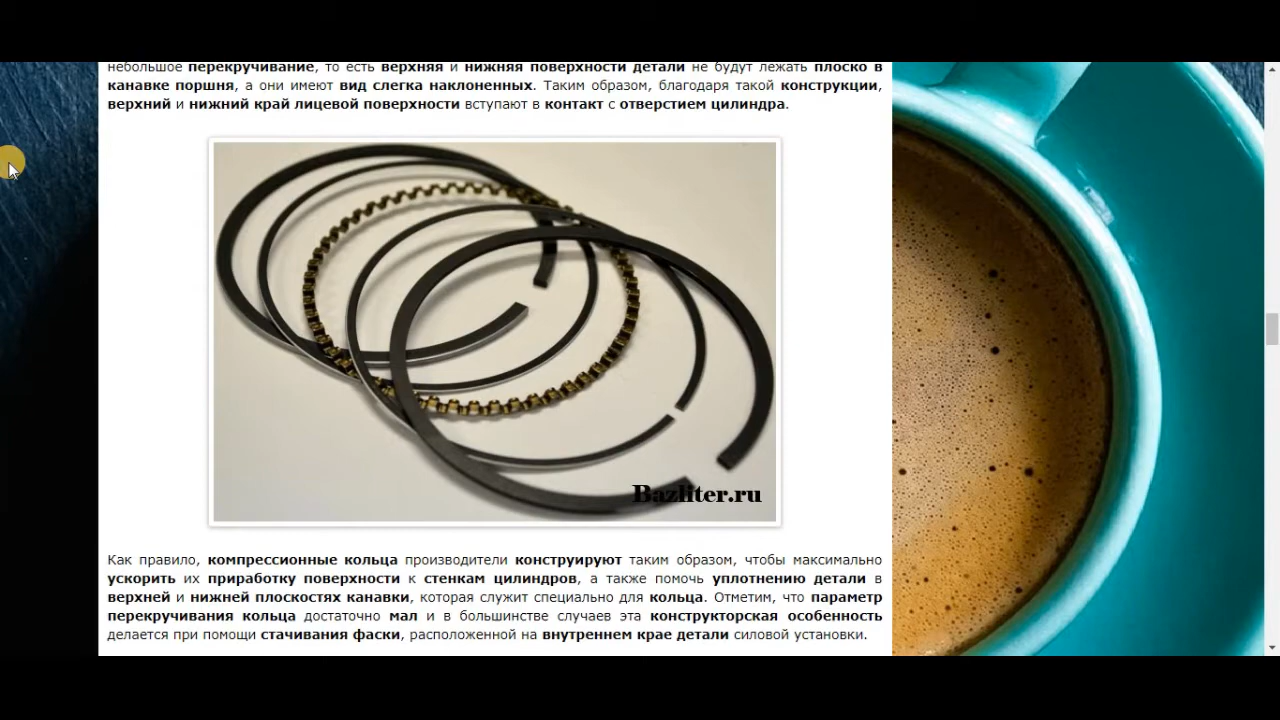 небольшое перекручивание, то есть верхняя и нижняя поверхности детали не будут лежать плоско в
канавке поршня, а они имеют вид слегка наклоненных. Таким образом, благодаря такой конструкции,
верхний и нижний край лицевой поверхности вступают в контакт с отверстием цилиндра.
Bazliter.ru
Как правило, компрессионные кольца производители конструируют таким образом, чтобы максимально
ускорить их приработку поверхности к стенкам цилиндров, а также помочь уплотнению детали в
верхней и нижней плоскостях канавки, которая служит специально для кольца. Отметим, что параметр
перекручивания кольца достаточно мал и в большинстве случаев эта конструкторская особенность
делается при помощи стачивания фаски, расположенной на внутреннем крае детали силовой установки.